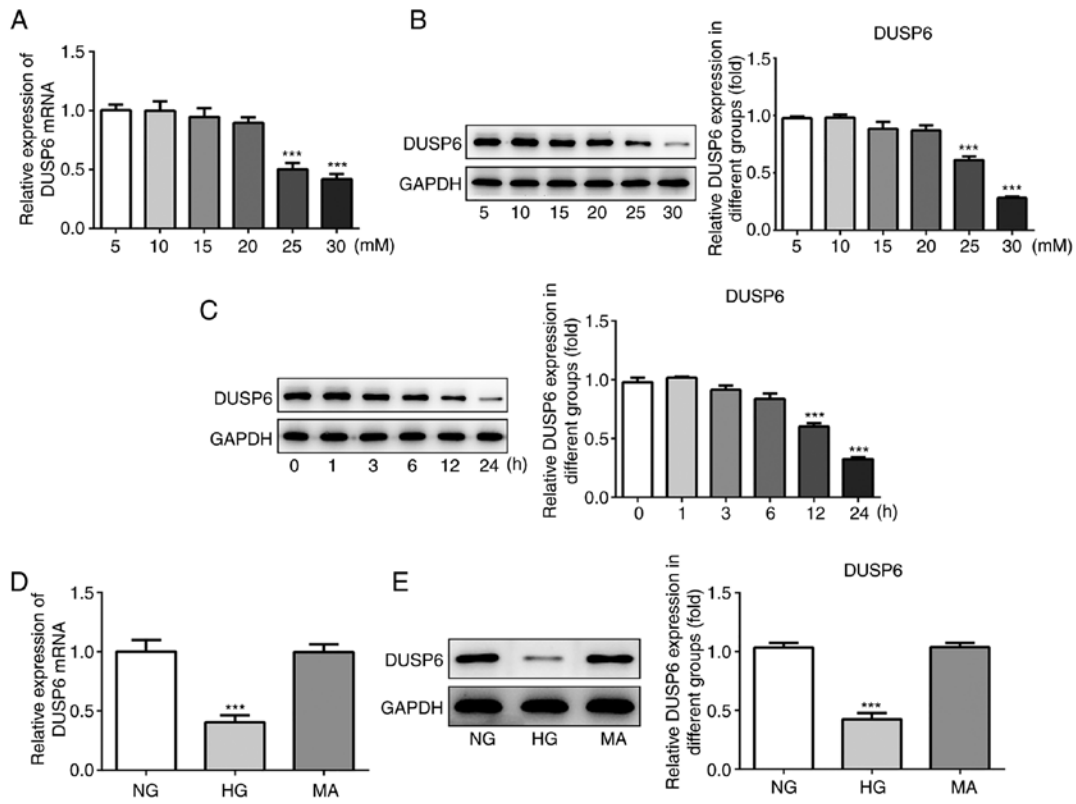 A
Relative expression of
DUSP6 mRNA
1.5
1.0
0.5
0.0
***
***
5 10 15 20 25 30 (mM)
B
DUSP6
GAPDH
5 10 15 20 25 30
DUSP6
Relative DUSP6 expression in
different groups (fold)
1.5
1.0
0.5
0.0
***
***
5 10 15 20 25 30 (mM)
C
DUSP6
GAPDH
0 1 3 6 12 24 (h)
DUSP6
Relative DUSP6 expression in
different groups (fold)
1.5
1.0
0.5
0.0
***
***
0 1 3 6 12 24 (h)
D
Relative expression of
DUSP6 mRNA
1.5
1.0
0.5
0.0
***
NG HG MA
E
DUSP6
GAPDH
NG HG MA
DUSP6
Relative DUSP6 expression in
different groups (fold)
1.5
1.0
0.5
0.0
***
NG HG MA